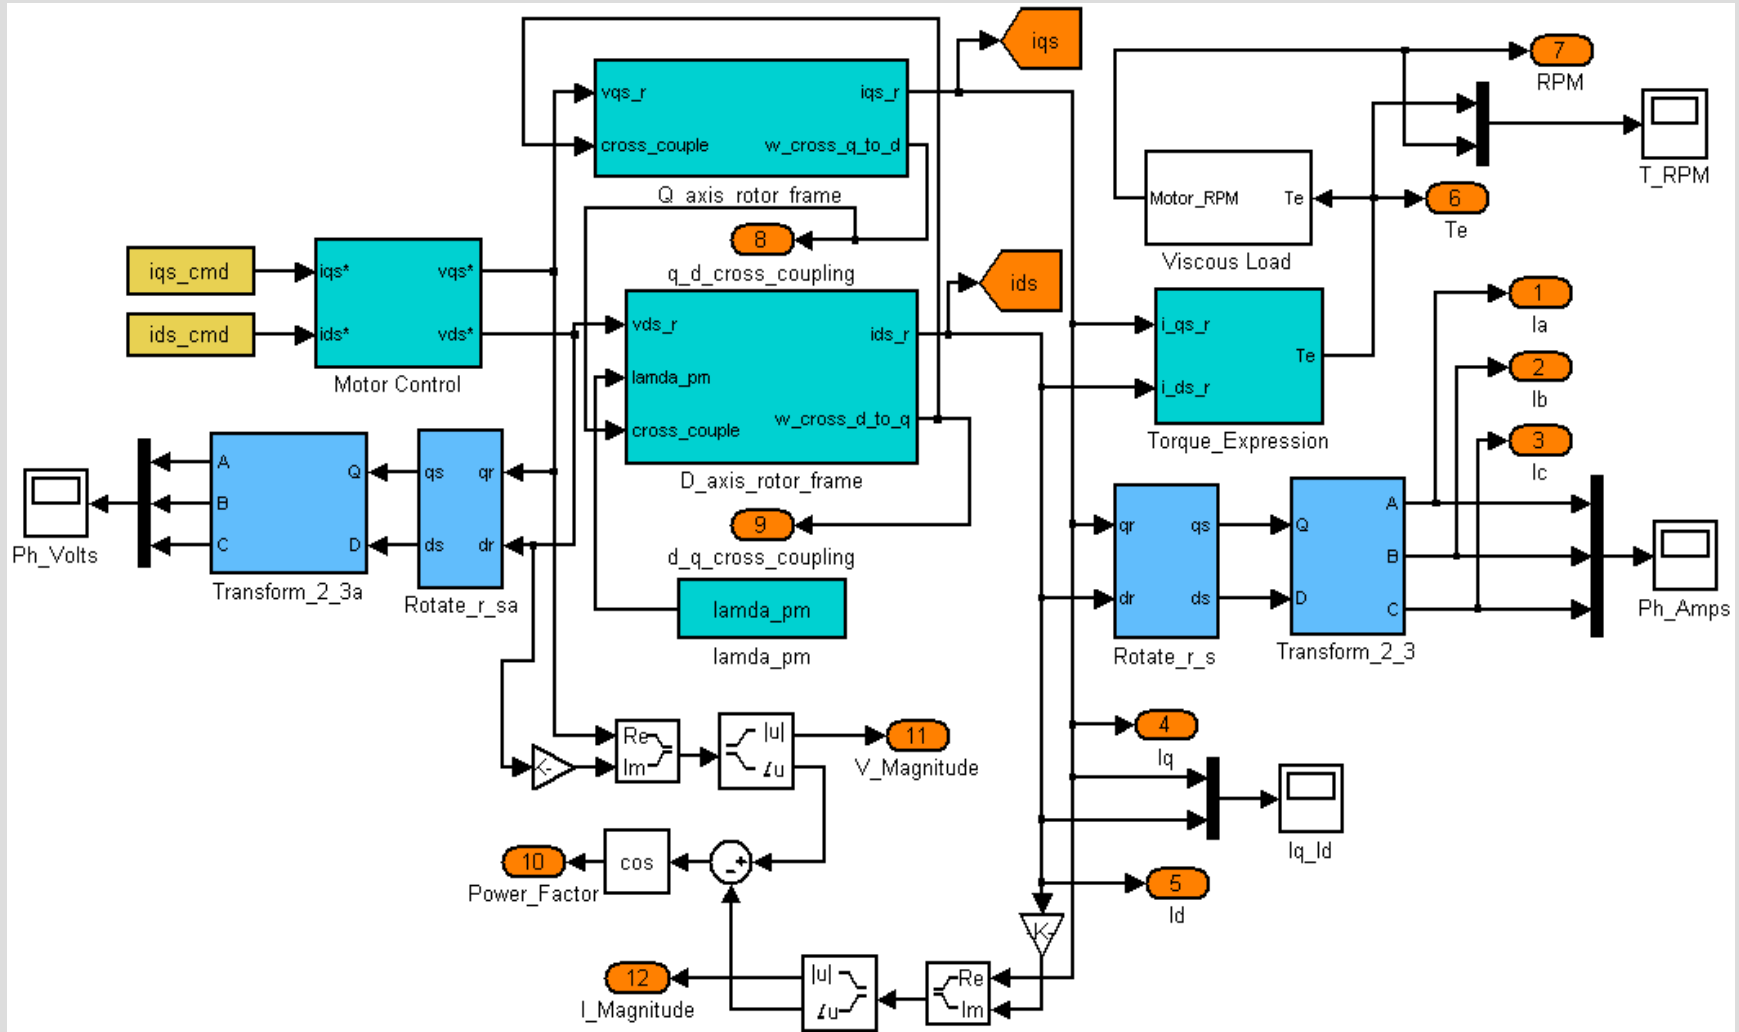 iqs
7
RPM
vqs_r
iqs_r
cross_couple
w_cross_q_to_d
Q_axis_rotor_frame
T_RPM
Motor_RPM
Te
6
Te
Viscous Load
8
q_d_cross_coupling
iqs_cmd
ids_cmd
iqs*
vqs*
ids*
vds*
Motor Control
ids
vds_r
ids_r
lamda_pm
w_cross_d_to_q
cross_couple
D_axis_rotor_frame
i_qs_r
Te
i_ds_r
Torque_Expression
1
Ia
2
Ib
3
Ic
A
B
C
Q
D
Transform_2_3a
qs
qr
ds
dr
Rotate_r_sa
Ph_Volts
9
d_q_cross_coupling
lamda_pm
lamda_pm
qr
qs
dr
ds
Rotate_r_s
Q
D
A
B
C
Transform_2_3
Ph_Amps
-K-
Re
Im
|u|
∠u
11
V_Magnitude
4
Iq
Iq_Id
10
Power_Factor
cos
+
-
5
Id
-K-
12
I_Magnitude
|u|
∠u
Re
Im